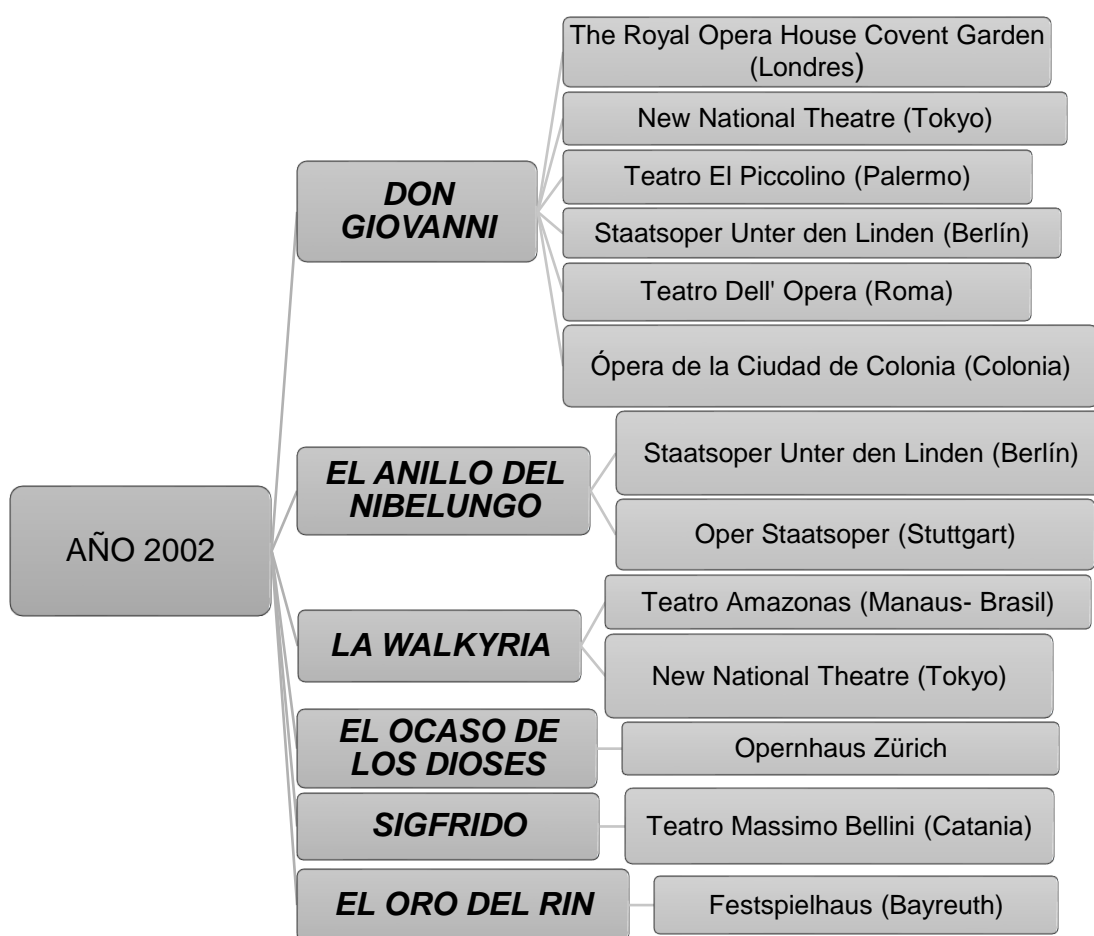 AÑO 2002
DON
GIOVANNI
The Royal Opera House Covent Garden
(Londres)
New National Theatre (Tokyo)
Teatro El Piccolino (Palermo)
Staatsoper Unter den Linden (Berlín)
Teatro Dell' Opera (Roma)
Ópera de la Ciudad de Colonia (Colonia)
EL ANILLO DEL
NIBELUNGO
Staatsoper Unter den Linden (Berlín)
Oper Staatsoper (Stuttgart)
LA WALKYRIA
Teatro Amazonas (Manaus- Brasil)
New National Theatre (Tokyo)
EL OCASO DE
LOS DIOSES
Opernhaus Zürich
SIGFRIDO
Teatro Massimo Bellini (Catania)
EL ORO DEL RIN
Festspielhaus (Bayreuth)